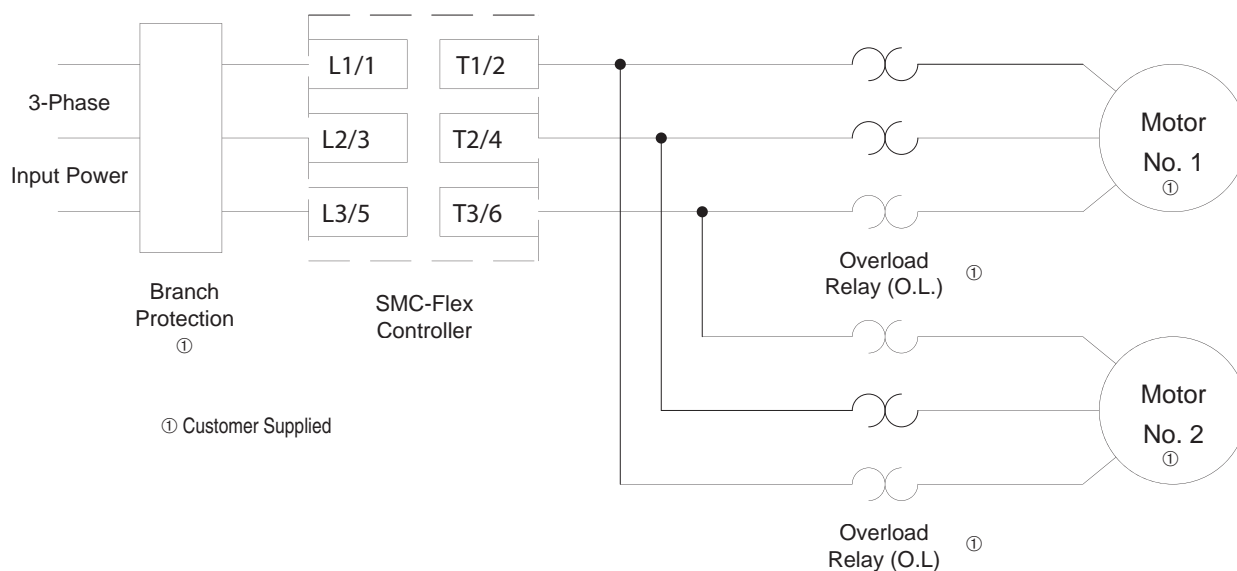 3-Phase
Input Power
L1/1
T1/2
L2/3
T2/4
L3/5
T3/6
Branch
Protection
①
SMC-Flex
Controller
① Customer Supplied
Motor
No. 1
①
Overload
Relay (O.L.)
①
Motor
No. 2
①
Overload
Relay (O.L)
①